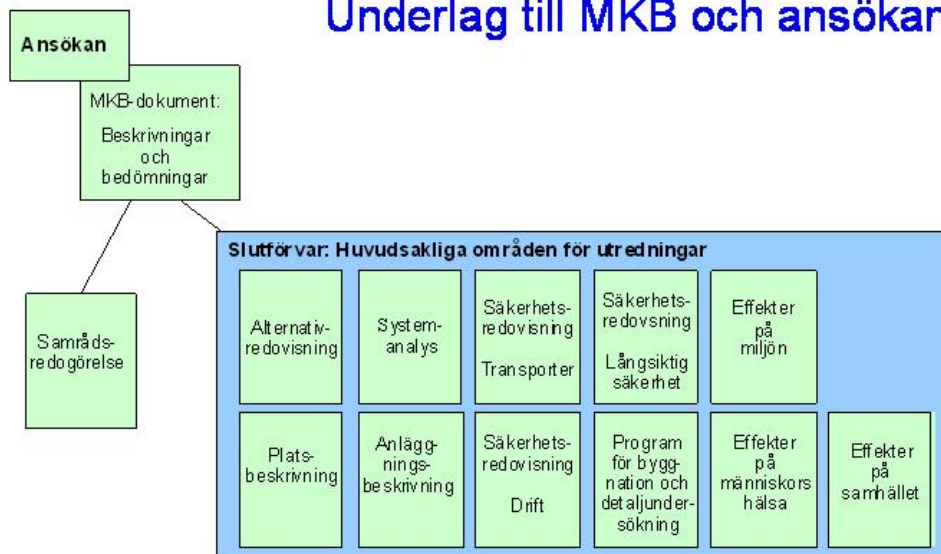 Underlag till MKB och ansökan
Ansökan
MKB-dokument:
Beskrivningar
och
bedömningar
Samråds-
redogörelse
Slutförvar: Huvudsakliga områden för utredningar
Alternativ-
redovisning
System-
analys
Säkerhets-
redovisning
Transporter
Säkerhets-
redovsning
Långsiktig
säkerhet
Effekter
på
miljön
Plats-
beskrivning
Anlägg-
nings-
beskrivning
Säkerhets-
redovisning
Drift
Program
för bygg-
nation och
detaljunder-
sökning
Effekter
på
människors
hälsa
Effekter
på
samhället